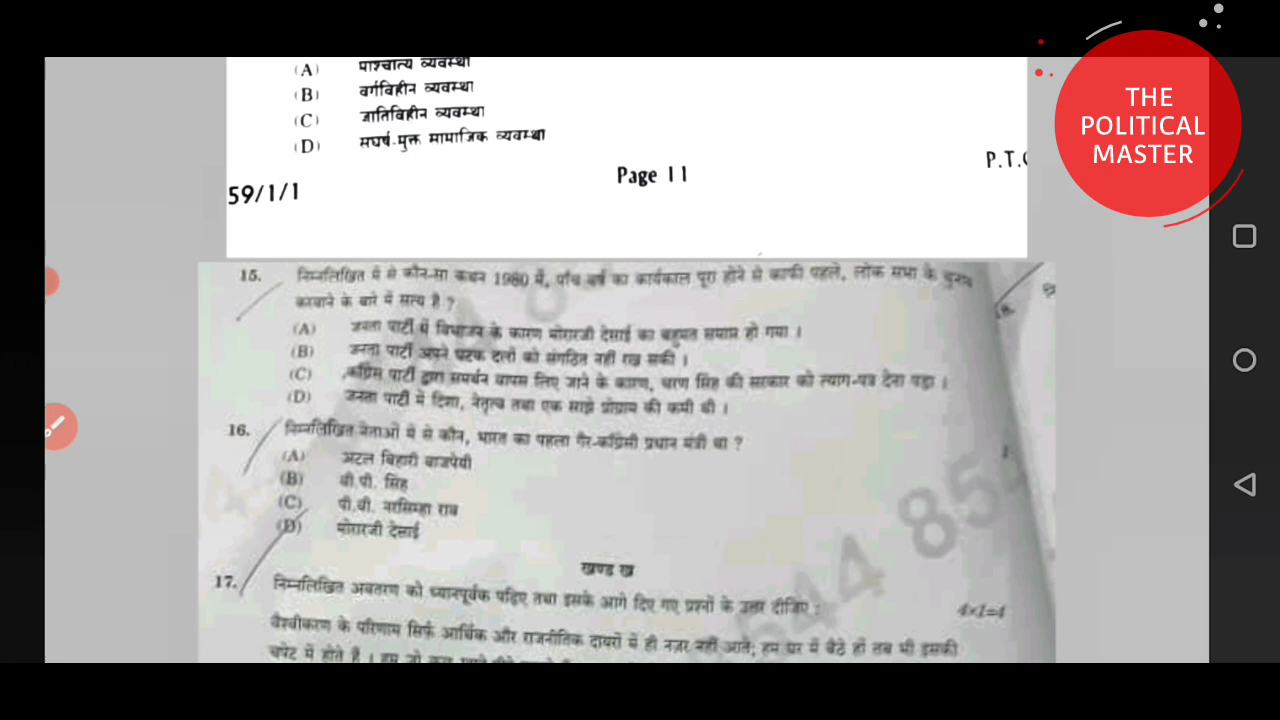 THE
POLITICAL
MASTER
(A) पाश्चात्य व्यवस्था
(B) वर्गविहीन व्यवस्था
(C) जातिविहीन व्यवस्था
(D) संघर्ष-मुक्त सामाजिक व्यवस्था
Page 11
P.T.
59/1/1
15. निम्नलिखित में से कौन-सा कथन 1980 में, पाँच वर्ष का कार्यकाल पूरा होने से काफी पहले, लोक सभा के चुनाव
करवाने के बारे में सत्य है ?
(A) जनता पार्टी में विभाजन के कारण मोरारजी देसाई का बहुमत समाप्त हो गया ।
(B) जनता पार्टी अपने घटक दलों को संगठित नहीं रख सकी ।
(C) काँग्रेस पार्टी द्वारा समर्थन वापस लिए जाने के कारण, चरण सिंह की सरकार को त्याग-पत्र देना पड़ा ।
(D) जनता पार्टी में दिशा, नेतृत्व तथा एक साझे प्रोग्राम की कमी थी ।
16. निम्नलिखित नेताओं में से कौन, भारत का पहला गैर-काँग्रेसी प्रधान मंत्री था ?
1
(A) अटल बिहारी वाजपेयी
(B) वी.पी. सिंह
(C) पी.वी. नरसिम्हा राव
(D) मोरारजी देसाई
खण्ड ख
17. निम्नलिखित अवतरण को ध्यानपूर्वक पढ़िए तथा इसके आगे दिए गए प्रश्नों के उत्तर दीजिए :
4×1=4
वैश्वीकरण के परिणाम सिर्फ़ आर्थिक और राजनीतिक दायरों में ही नज़र नहीं आते; हम घर में बैठे हों तब भी इसकी
चपेट में होते हैं । हम जो कुछ